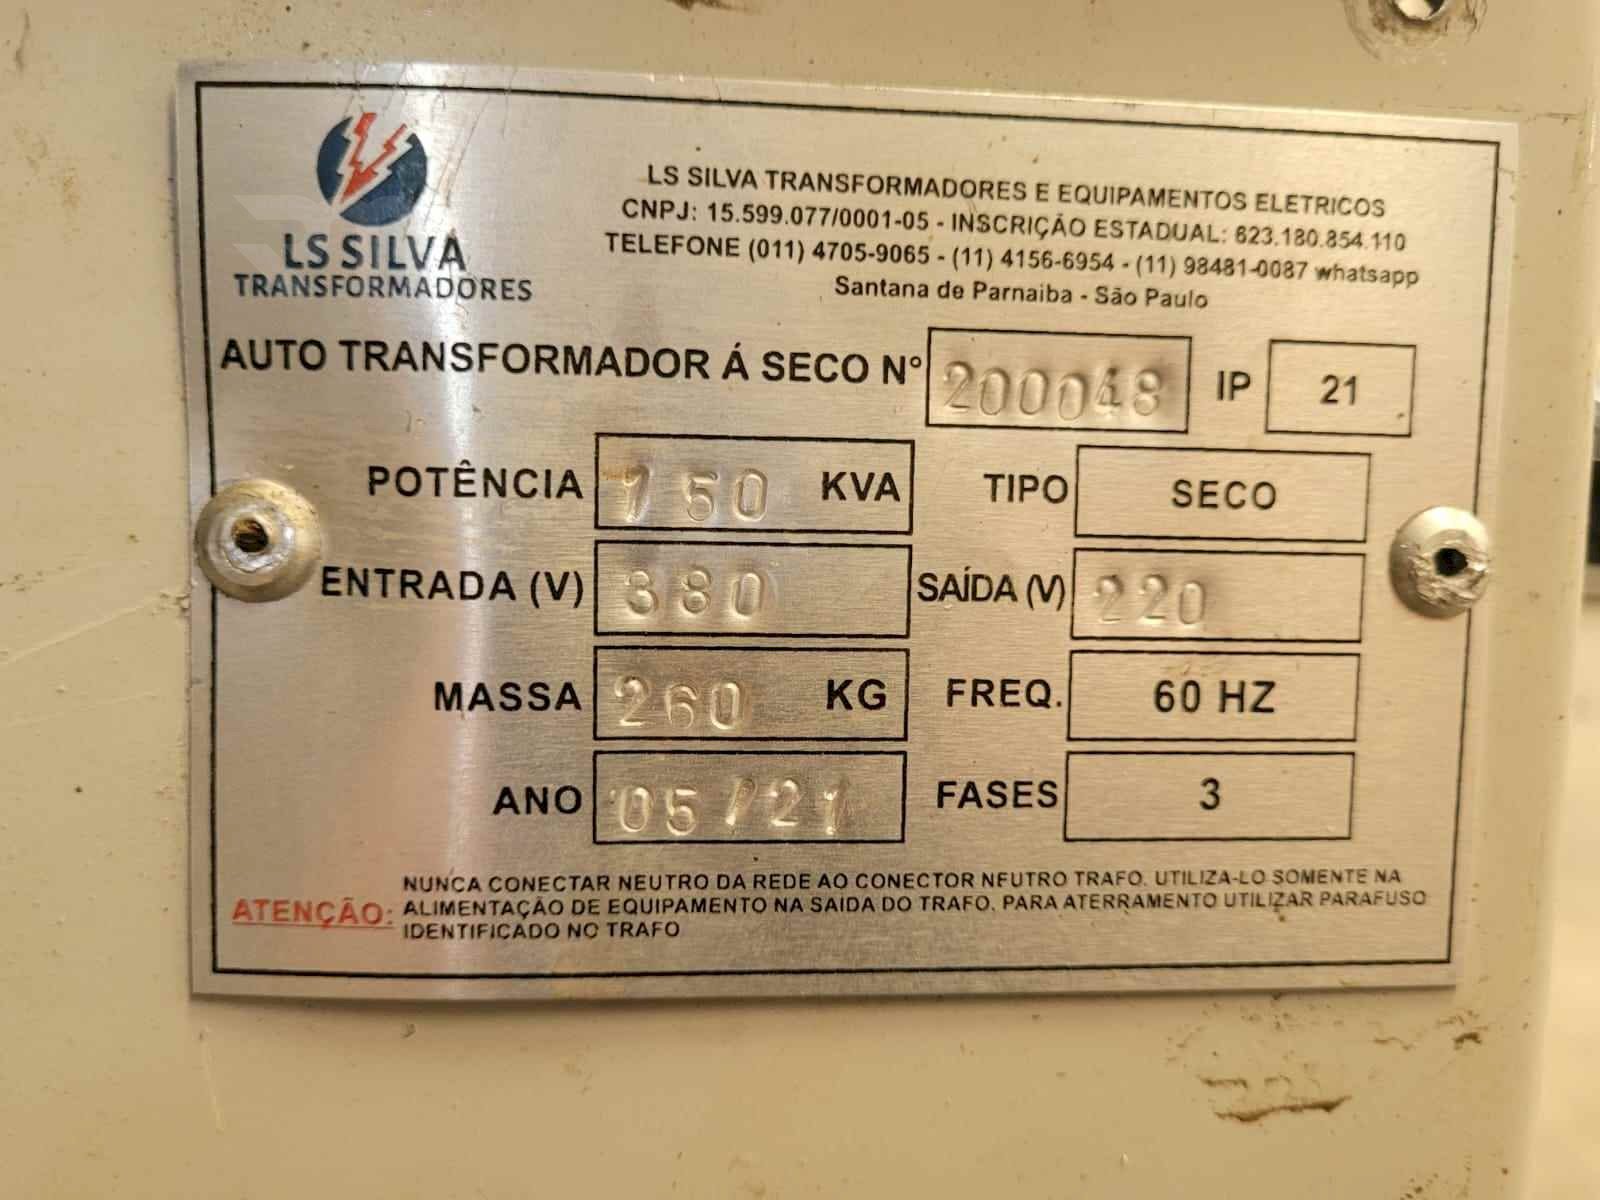 LS SILVA
TRANSFORMADORES
LS SILVA TRANSFORMADORES E EQUIPAMENTOS ELETRICOS
CNPJ: 15.599.077/0001-05 - INSCRIÇÃO ESTADUAL: 623.180.854.110
TELEFONE (011) 4705-9065 - (11) 4156-6954 - (11) 98481-0087 whatsapp
Santana de Parnaiba - São Paulo
AUTO TRANSFORMADOR Á SECO N° 200048 IP 21
POTÊNCIA 150 KVA TIPO SECO
ENTRADA (V) 380 SAÍDA (V) 220
MASSA 260 KG FREQ. 60 HZ
ANO 05/21 FASES 3
NUNCA CONECTAR NEUTRO DA REDE AO CONECTOR NEUTRO TRAFO. UTILIZA-LO SOMENTE NA
ATENÇÃO: ALIMENTAÇÃO DE EQUIPAMENTO NA SAÍDA DO TRAFO. PARA ATERRAMENTO UTILIZAR PARAFUSO
IDENTIFICADO NO TRAFO